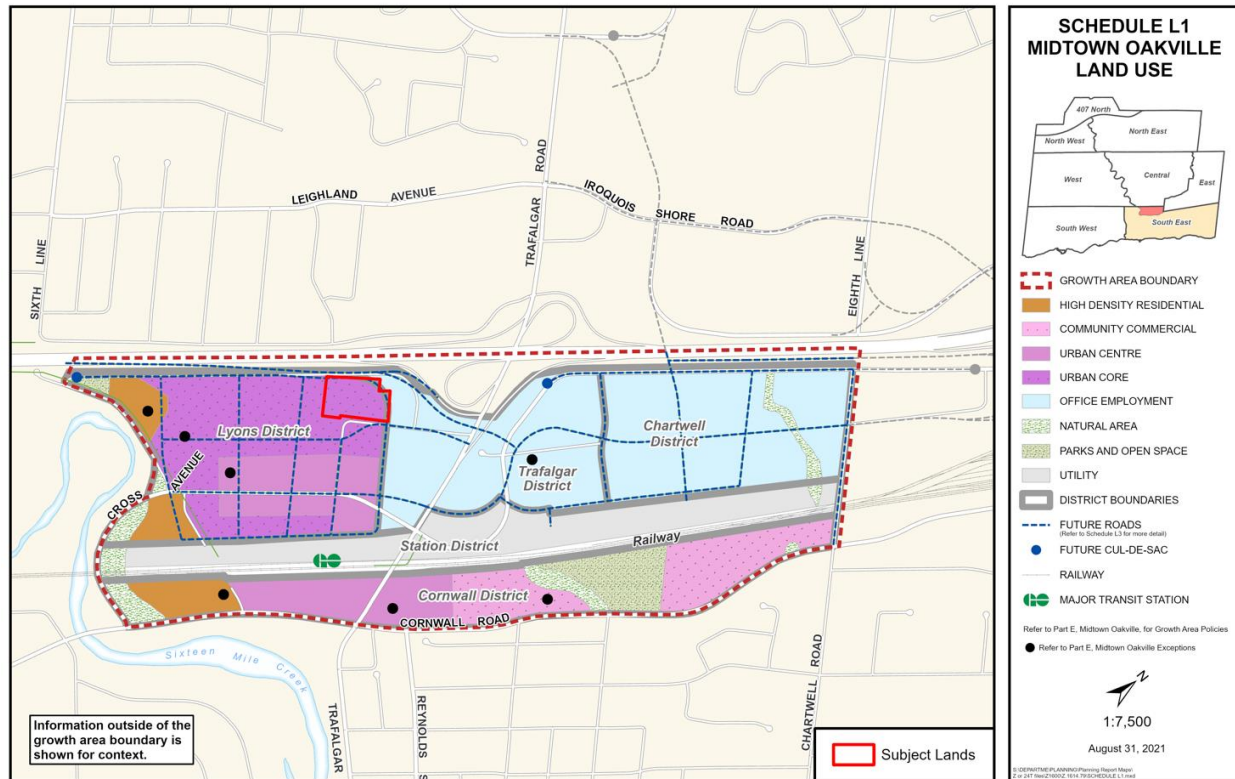 ROAD
LEIGHLAND AVENUE
IROQUOIS SHORE ROAD
SIXTH LINE
TRAFALGAR
EIGHTH LINE
Lyons District
Chartwell
District
Trafalgar
District
CROSS AVENUE
Station District
Railway
GO
Cornwall District
CORNWALL ROAD
Sixteen Mile Creek
TRAFALGAR
REYNOLDS
CHARTWELL ROAD
Information outside of the
growth area boundary is
shown for context.
Subject Lands
SCHEDULE L1
MIDTOWN OAKVILLE
LAND USE
407 North
North West
North East
West
Central
East
South West
South East
GROWTH AREA BOUNDARY
HIGH DENSITY RESIDENTIAL
COMMUNITY COMMERCIAL
URBAN CENTRE
URBAN CORE
OFFICE EMPLOYMENT
NATURAL AREA
PARKS AND OPEN SPACE
UTILITY
DISTRICT BOUNDARIES
FUTURE ROADS
(Refer to Schedule L3 for more detail)
FUTURE CUL-DE-SAC
RAILWAY
GO MAJOR TRANSIT STATION
Refer to Part E, Midtown Oakville, for Growth Area Policies
Refer to Part E, Midtown Oakville Exceptions
N
1:7,500
August 31, 2021